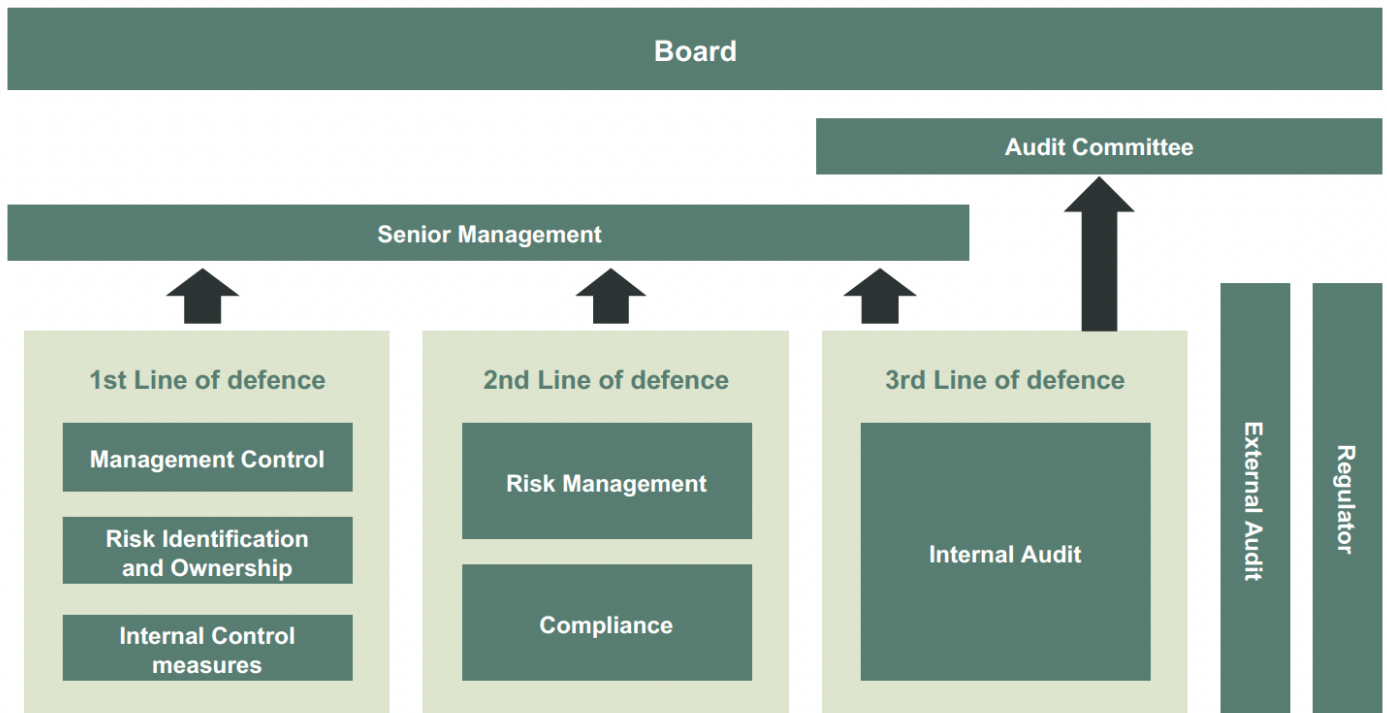 Board
Audit Committee
Senior Management
1st Line of defence
Management Control
Risk Identification
and Ownership
Internal Control
measures
2nd Line of defence
Risk Management
Compliance
3rd Line of defence
Internal Audit
External Audit
Regulator